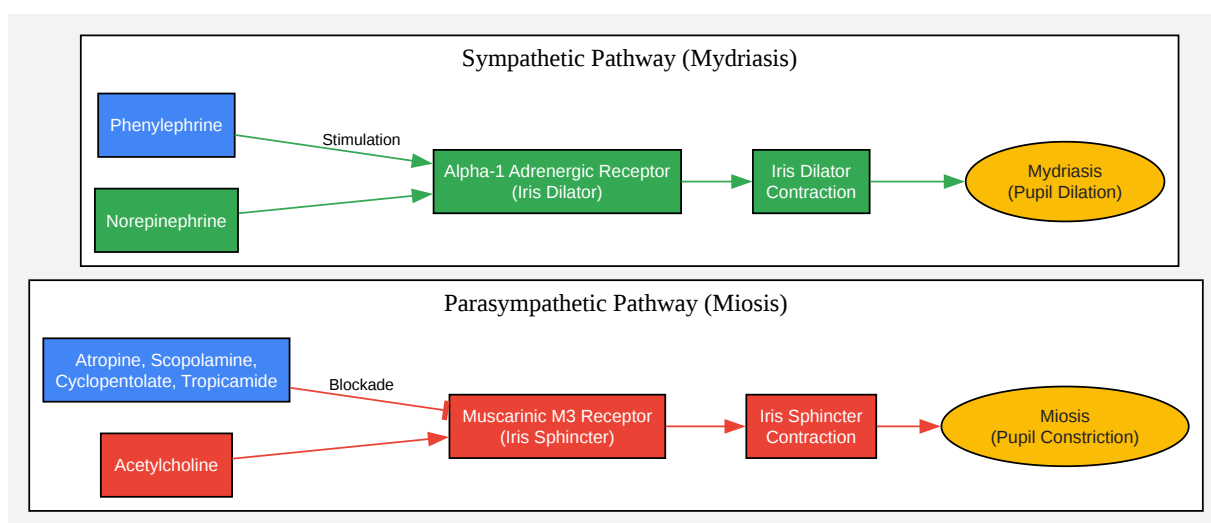 Sympathetic Pathway (Mydriasis)
Phenylephrine
Stimulation
Norepinephrine
Alpha-1 Adrenergic Receptor
(Iris Dilator)
Iris Dilator
Contraction
Mydriasis
(Pupil Dilation)
Parasympathetic Pathway (Miosis)
Atropine, Scopolamine,
Cyclopentolate, Tropicamide
Blockade
Acetylcholine
Muscarinic M3 Receptor
(Iris Sphincter)
Iris Sphincter
Contraction
Miosis
(Pupil Constriction)